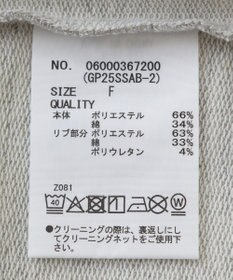 NO. 06000367200
(GP25SSAB-2)
SIZE F
QUALITY
本体 ポリエステル 66%
綿 34%
リブ部分 ポリエステル 63%
綿 33%
ポリウレタン 4%
Z081
40
●クリーニングの際は、裏返しにし
てクリーニングネットをご使用下
さい。